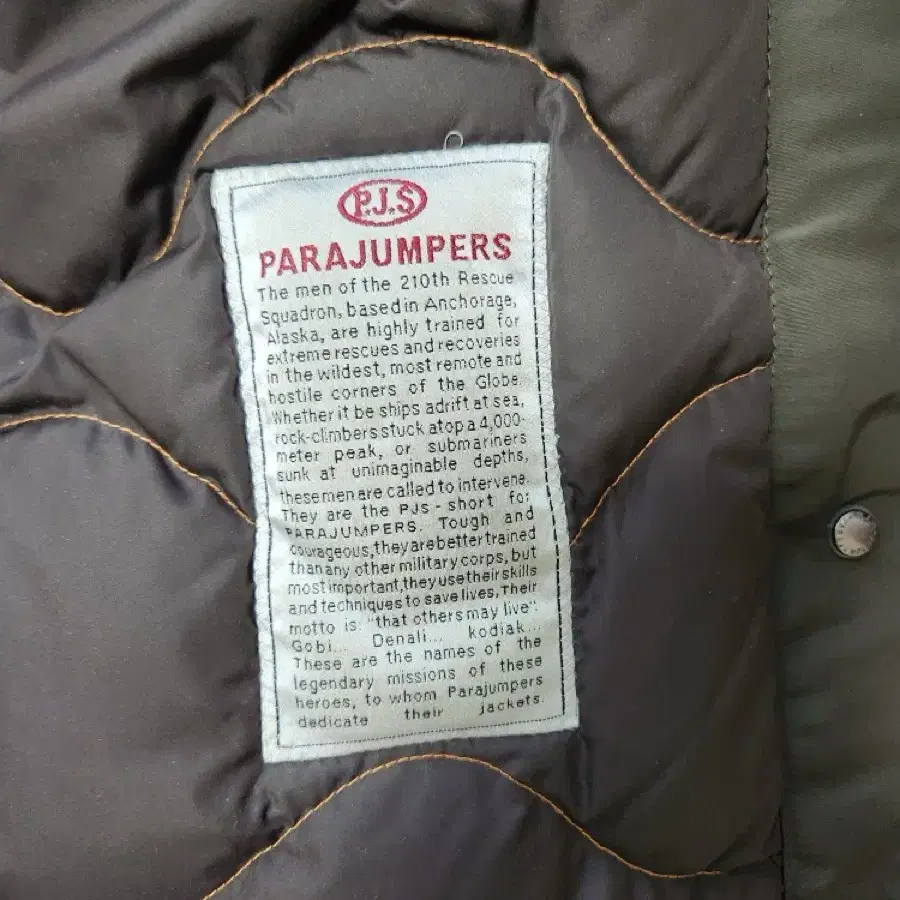 P.J.S
PARAJUMPERS
The men of the 210th Rescue
Squadron, based in Anchorage,
Alaska, are highly trained for
extreme rescues and recoveries
in the wildest, most remote and
hostile corners of the Globe.
Whether it be ships adrift at sea,
rock-climbers stuck atop a 4,000-
meter peak, or submariners
sunk at unimaginable depths,
these men are called to intervene.
They are the PJs - short for
PARAJUMPERS. Tough and
courageous, they are better trained
than any other military corps, but
most important, they use their skills
and techniques to save lives. Their
motto is: "that others may live".
Gobi... Denali... kodiak...
These are the names of the
legendary missions of these
heroes, to whom Parajumpers
dedicate their jackets.